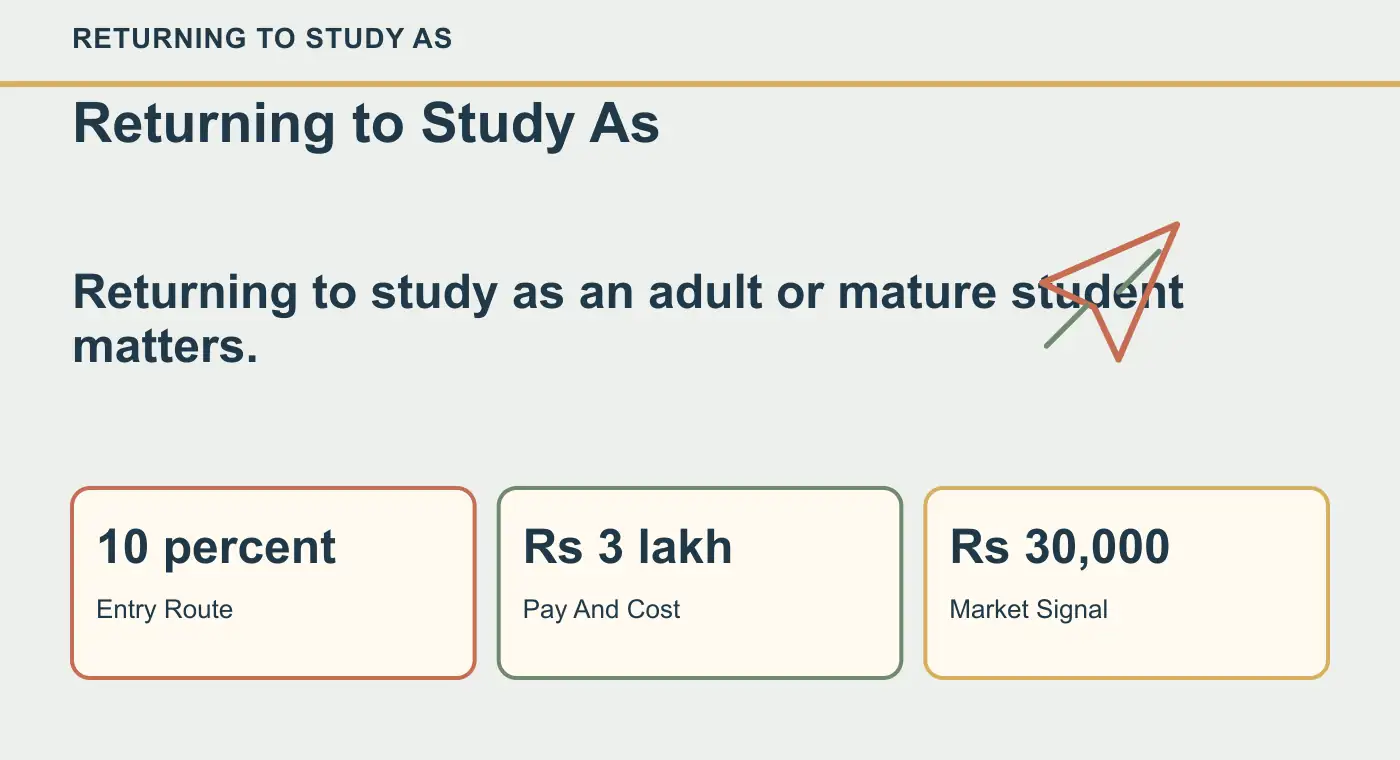 RETURNING TO STUDY AS
Returning to Study As
Returning to study as an adult or mature student
matters.
10 percent
Entry Route
Rs 3 lakh
Pay And Cost
Rs 30,000
Market Signal